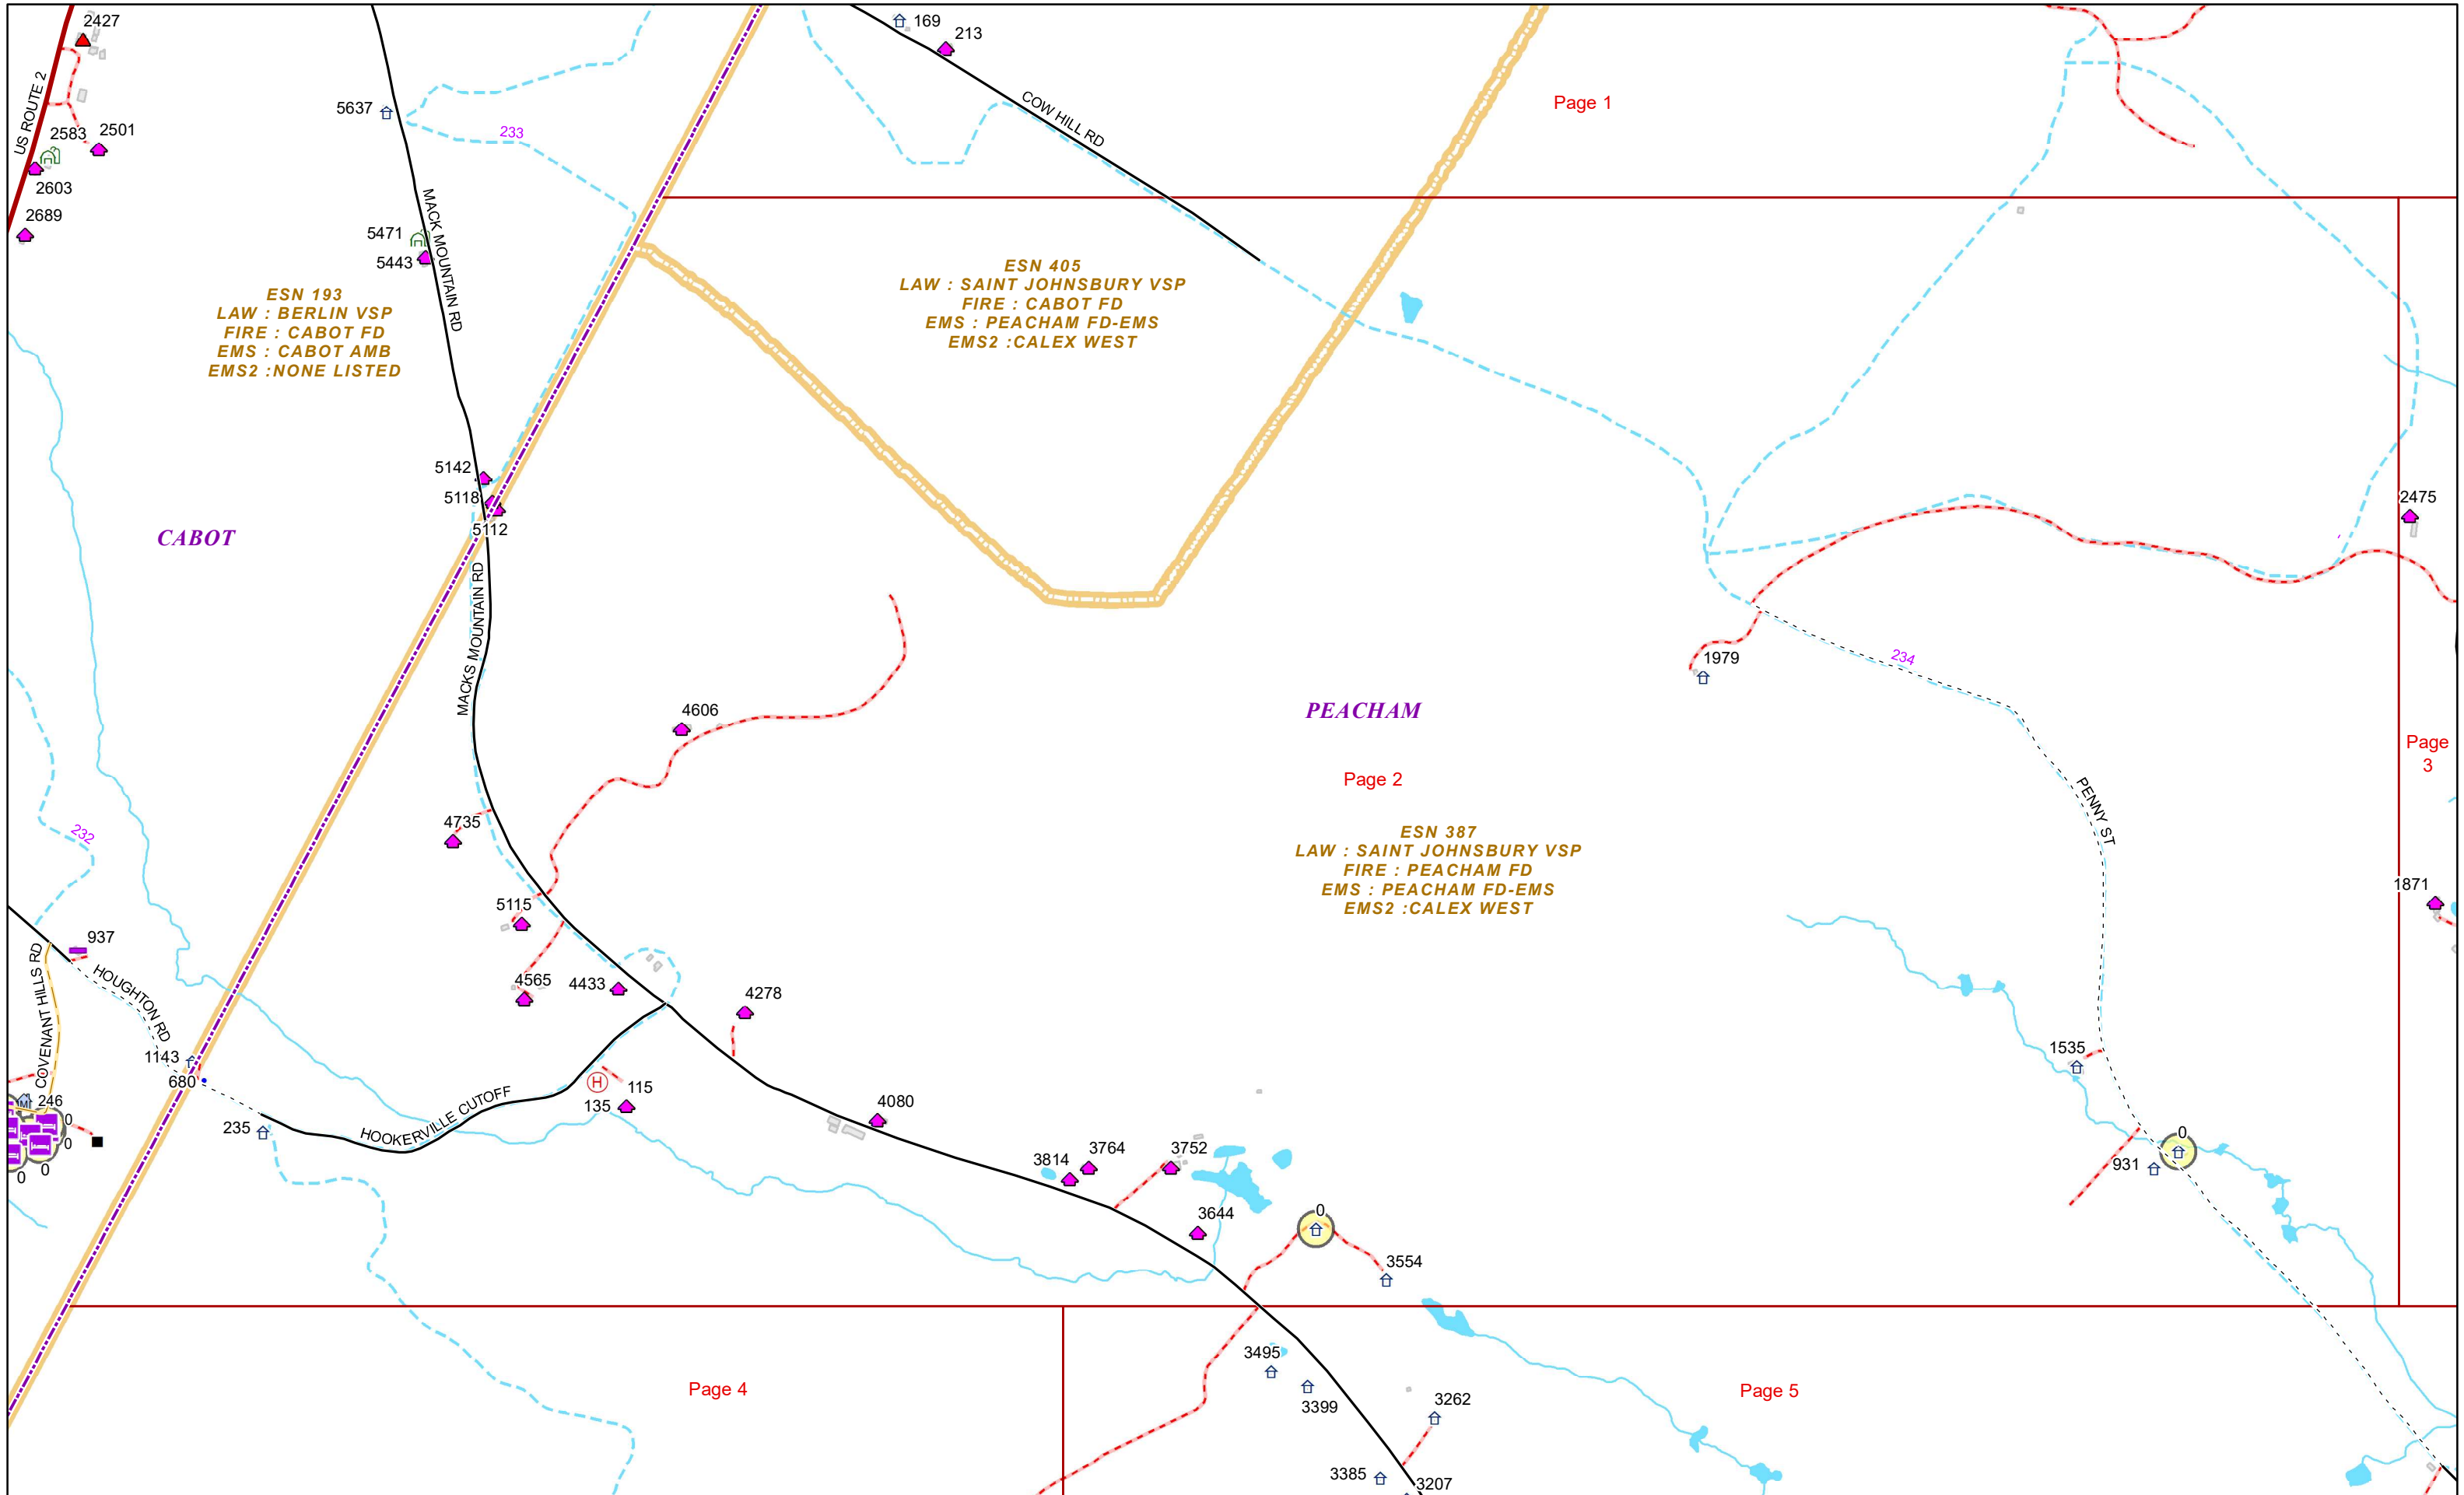 2427
169
213
US ROUTE 2
5637
COW HILL RD
Page 1
233
2583
2501
2603
2689
MACK MOUNTAIN RD
5471
5443
ESN 193
LAW : BERLIN VSP
FIRE : CABOT FD
EMS : CABOT AMB
EMS2 :NONE LISTED
ESN 405
LAW : SAINT JOHNSBURY VSP
FIRE : CABOT FD
EMS : PEACHAM FD-EMS
EMS2 :CALEX WEST
5142
5118
5112
2475
CABOT
MACKS MOUNTAIN RD
1979
234
4606
PEACHAM
Page 2
Page
3
PENNY ST
4735
232
ESN 387
LAW : SAINT JOHNSBURY VSP
FIRE : PEACHAM FD
EMS : PEACHAM FD-EMS
EMS2 :CALEX WEST
1871
5115
937
HOUGHTON RD
COVENANT HILLS RD
4565
4433
4278
1143
680
1535
246
M
0
0
0
0
H
115
135
HOOKERVILLE CUTOFF
235
4080
3814
3764
3752
0
931
3644
0
3554
3495
3399
3262
Page 4
Page 5
3385
3207